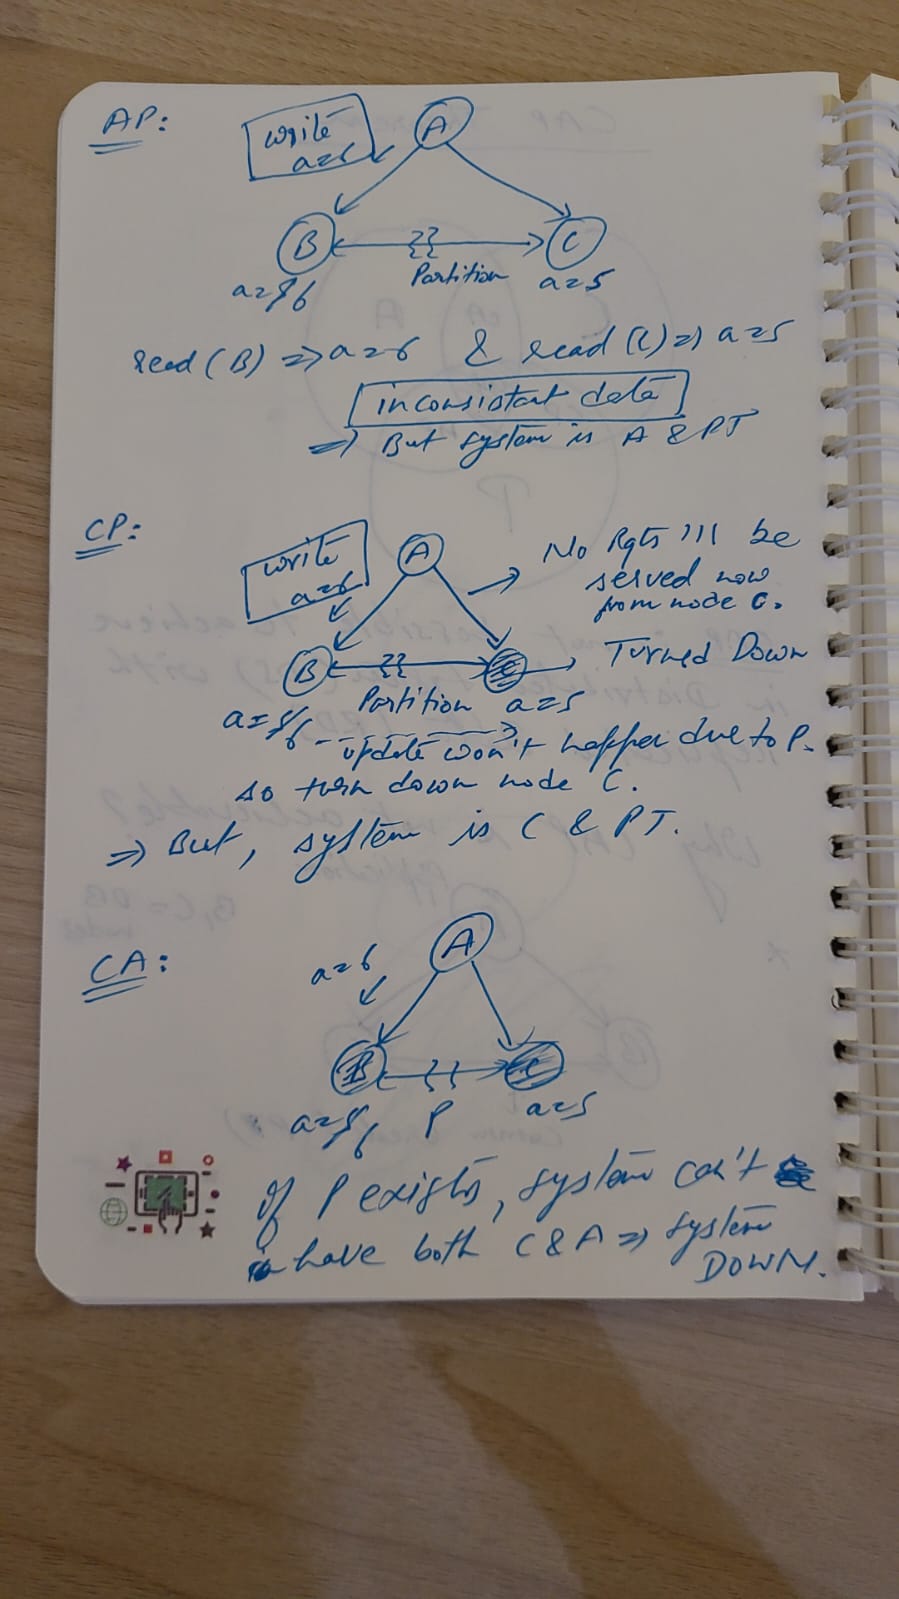 AP:
write
a=6
A
B
C
Partition
a=5 6
a=5
read (B) => a=6 & read (C) => a=5
inconsistant data
=> But system is A & PT
CP:
write
a=6
A
No Rqts 'll be
served now
from node C.
B
Turned Down
Partition
a=5 6
a=5
update won't happen due to P.
so turn down node C.
=> But, system is C & PT.
CA:
a=6
A
B
C
a=5 6
P
a=5
If P exists, system can't
have both C & A => system
DOWN.